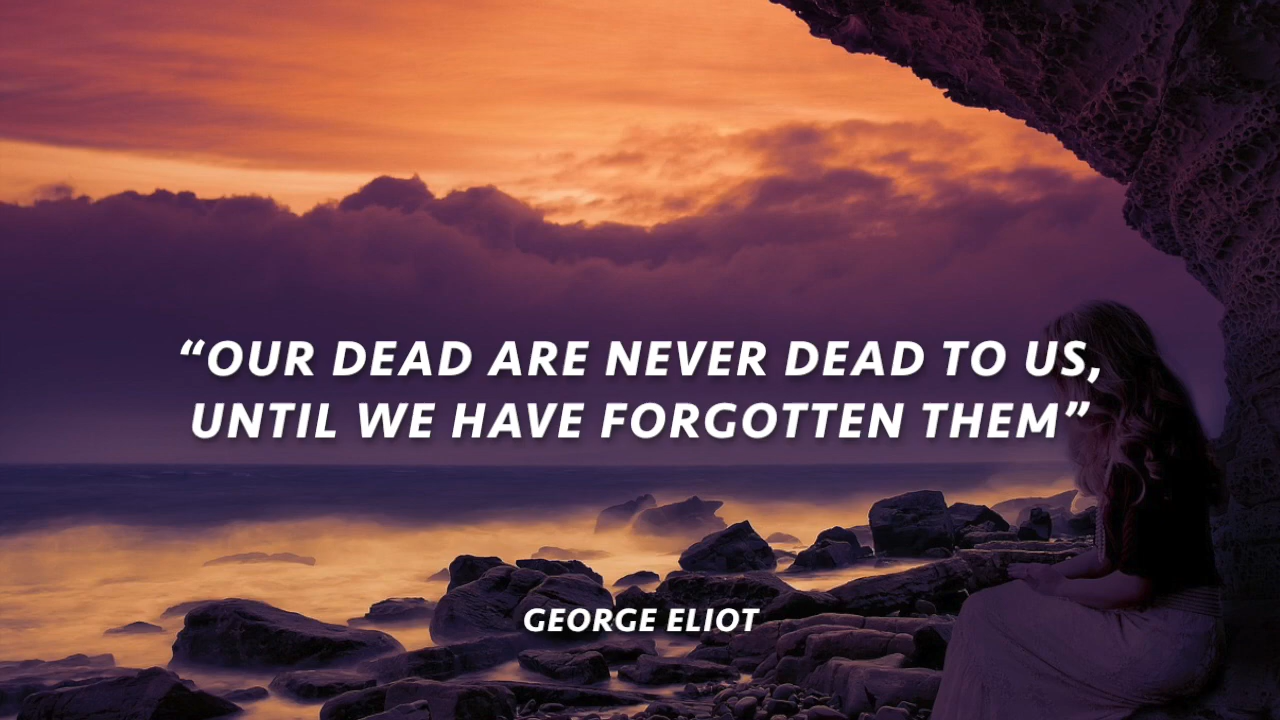 “OUR DEAD ARE NEVER DEAD TO US,
UNTIL WE HAVE FORGOTTEN THEM”
GEORGE ELIOT